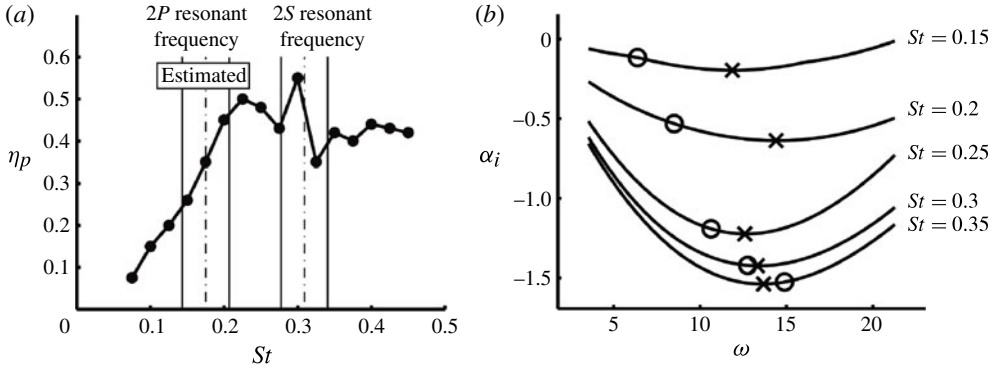 (a)
2P resonant
frequency
2S resonant
frequency
Estimated
0.6
0.5
0.4
0.3
0.2
0.1
ηp
0
0.1
0.2
0.3
0.4
0.5
St
(b)
0
−0.5
−1.0
−1.5
αi
5
10
15
20
ω
St = 0.15
St = 0.2
St = 0.25
St = 0.3
St = 0.35